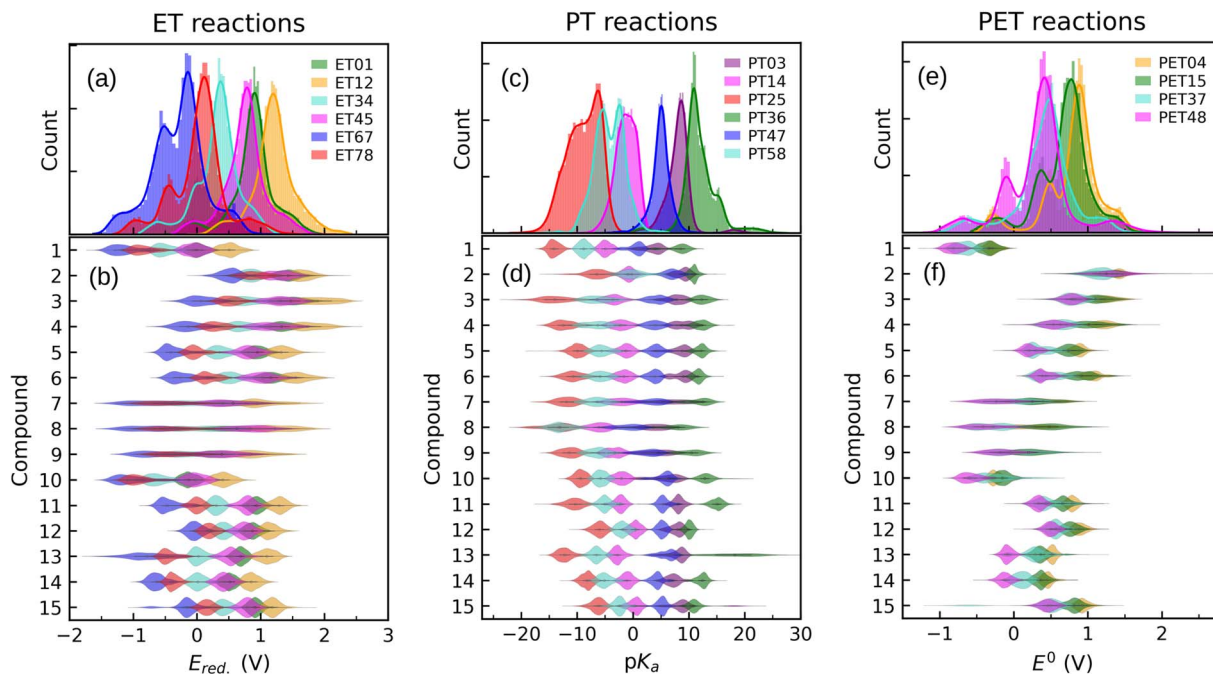 ET reactions
(a)
ET01
ET12
ET34
ET45
ET67
ET78
Count
(b)
Compound
1
2
3
4
5
6
7
8
9
10
11
12
13
14
15
−2 −1 0 1 2 3
E_red. (V)
PT reactions
(c)
PT03
PT14
PT25
PT36
PT47
PT58
Count
(d)
Compound
1
2
3
4
5
6
7
8
9
10
11
12
13
14
15
−20 −10 0 10 20 30
pK_a
PET reactions
(e)
PET04
PET15
PET37
PET48
Count
(f)
Compound
1
2
3
4
5
6
7
8
9
10
11
12
13
14
15
−1 0 1 2
E⁰ (V)